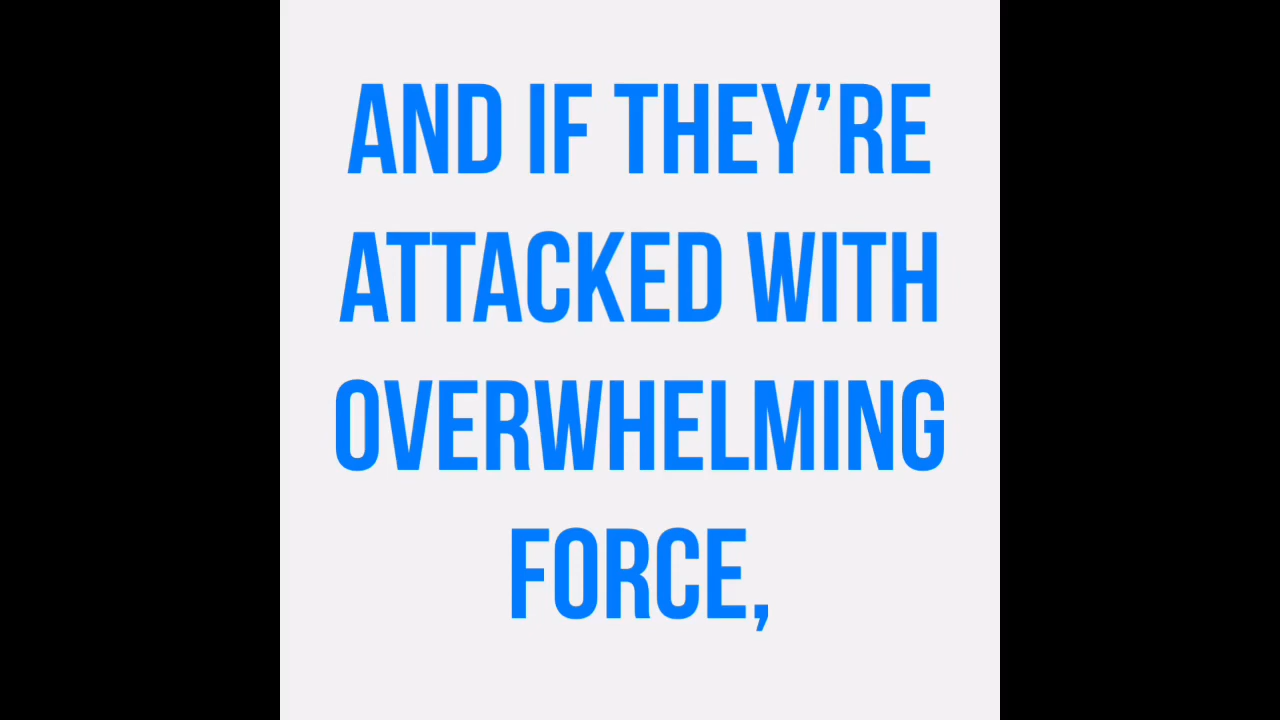 AND IF THEY’RE
ATTACKED WITH
OVERWHELMING
FORCE,